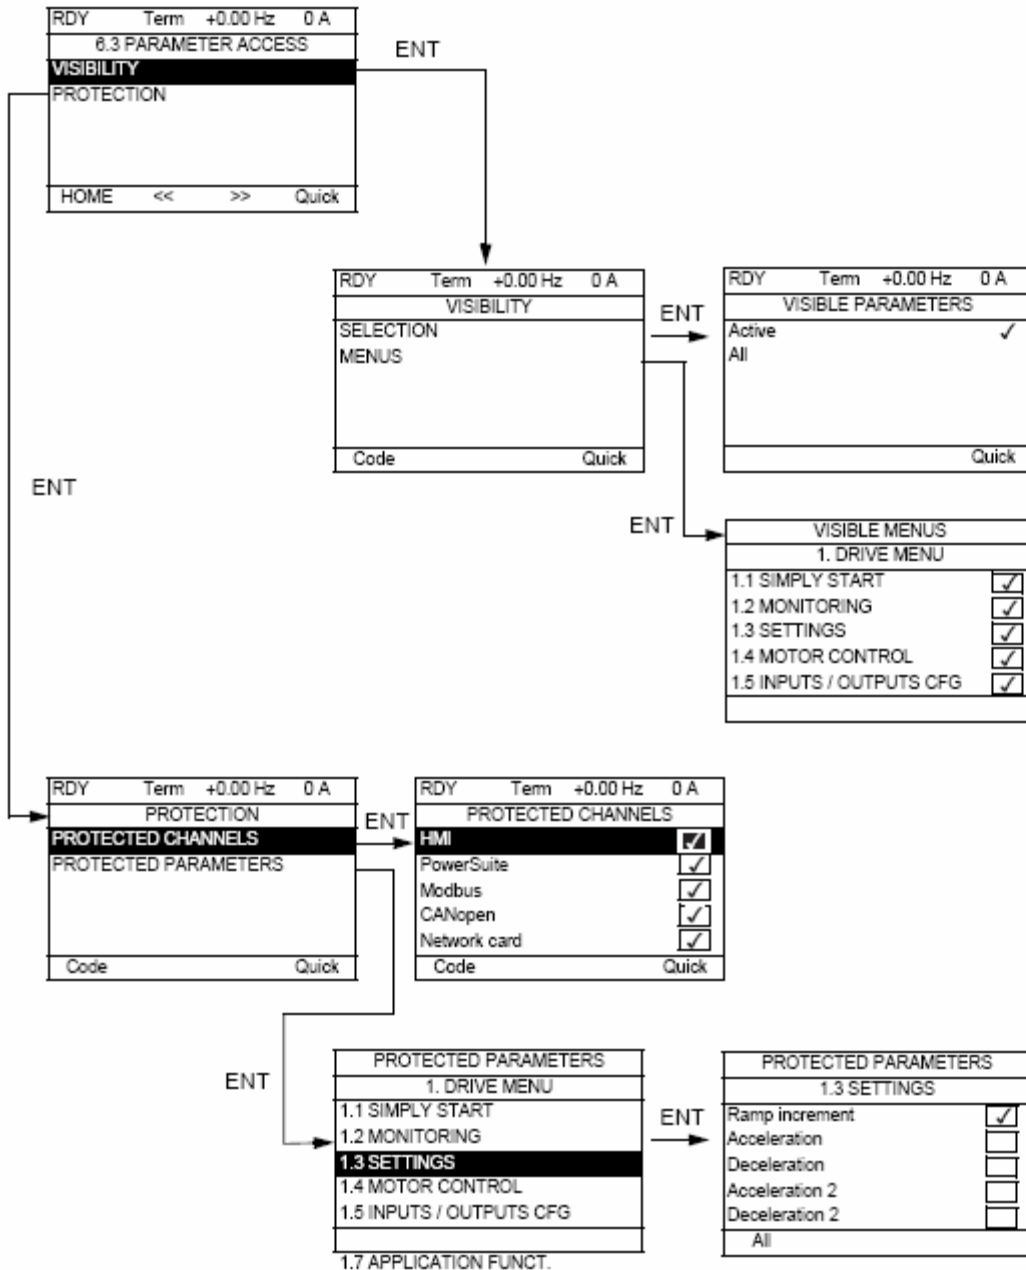 RDY Term +0.00 Hz 0 A
6.3 PARAMETER ACCESS
VISIBILITY
PROTECTION
HOME << >> Quick
ENT
RDY Term +0.00 Hz 0 A
VISIBILITY
SELECTION
MENUS
Code Quick
ENT
RDY Term +0.00 Hz 0 A
VISIBLE PARAMETERS
Active ✓
All
Quick
ENT
ENT
VISIBLE MENUS
1. DRIVE MENU
1.1 SIMPLY START ✓
1.2 MONITORING ✓
1.3 SETTINGS ✓
1.4 MOTOR CONTROL ✓
1.5 INPUTS / OUTPUTS CFG ✓
RDY Term +0.00 Hz 0 A
PROTECTION
PROTECTED CHANNELS
PROTECTED PARAMETERS
Code Quick
ENT
RDY Term +0.00 Hz 0 A
PROTECTED CHANNELS
HMI ✓
PowerSuite ✓
Modbus ✓
CANopen ✓
Network card ✓
Code Quick
ENT
PROTECTED PARAMETERS
1. DRIVE MENU
1.1 SIMPLY START
1.2 MONITORING
1.3 SETTINGS
1.4 MOTOR CONTROL
1.5 INPUTS / OUTPUTS CFG
1.7 APPLICATION FUNCT.
ENT
PROTECTED PARAMETERS
1.3 SETTINGS
Ramp increment ✓
Acceleration
Deceleration
Acceleration 2
Deceleration 2
All